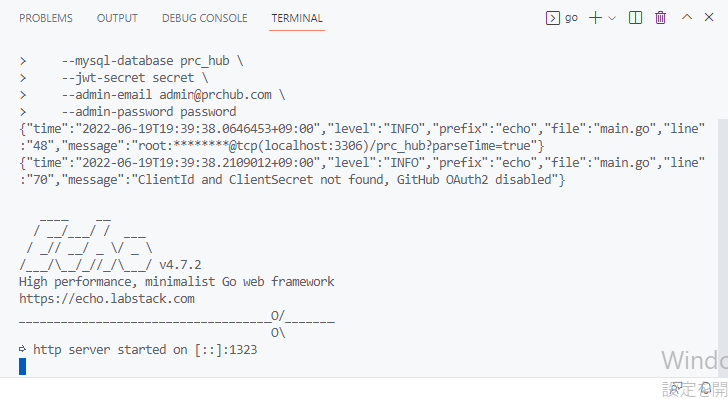 PROBLEMS OUTPUT DEBUG CONSOLE TERMINAL go
>     --mysql-database prc_hub \
>     --jwt-secret secret \
>     --admin-email admin@prchub.com \
>     --admin-password password
{"time":"2022-06-19T19:39:38.0646453+09:00","level":"INFO","prefix":"echo","file":"main.go","line
:"48","message":"root:********@tcp(localhost:3306)/prc_hub?parseTime=true"}
{"time":"2022-06-19T19:39:38.2109012+09:00","level":"INFO","prefix":"echo","file":"main.go","line
:"70","message":"ClientId and ClientSecret not found, GitHub OAuth2 disabled"}
   ____    __
  / __/___/ /  ___
 / _// __/ _ \/ _ \
/___/\__/_//_/\___/ v4.7.2
High performance, minimalist Go web framework
https://echo.labstack.com
____________________________________O/_______
                                    O\
⇨ http server started on [::]:1323
Windo
設定を開